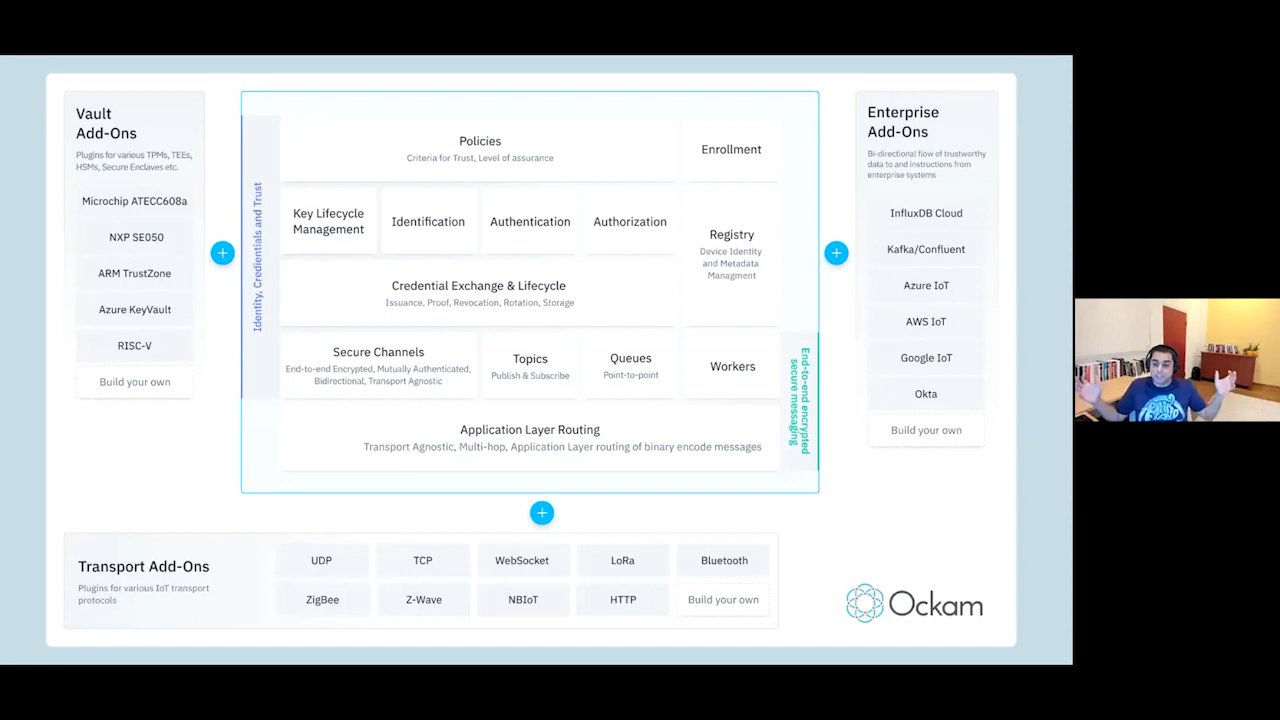 Vault
Add-Ons
Plugins for various TPMs, TEEs,
HSMs, Secure Enclaves etc.
Microchip ATECC608a
NXP SE050
ARM TrustZone
Azure KeyVault
RISC-V
Build your own
Identity, Credentials and Trust
Policies
Criteria for Trust, Level of assurance
Enrollment
Key Lifecycle
Management
Identification
Authentication
Authorization
Registry
Device Identity
and Metadata
Managment
Credential Exchange & Lifecycle
Issuance, Proof, Revocation, Rotation, Storage
Secure Channels
End-to-end Encrypted, Mutually Authenticated,
Bidirectional, Transport Agnostic
Topics
Publish & Subscribe
Queues
Point-to-point
Workers
End-to-end encrypted
secure messaging
Application Layer Routing
Transport Agnostic, Multi-hop, Application Layer routing of binary encode messages
Enterprise
Add-Ons
Bi-directional flow of trustworthy
data to and instructions from
enterprise systems
InfluxDB Cloud
Kafka/Confluent
Azure IoT
AWS IoT
Google IoT
Okta
Build your own
Transport Add-Ons
Plugins for various IoT transport
protocols
UDP
TCP
WebSocket
LoRa
Bluetooth
ZigBee
Z-Wave
NBIoT
HTTP
Build your own
Ockam